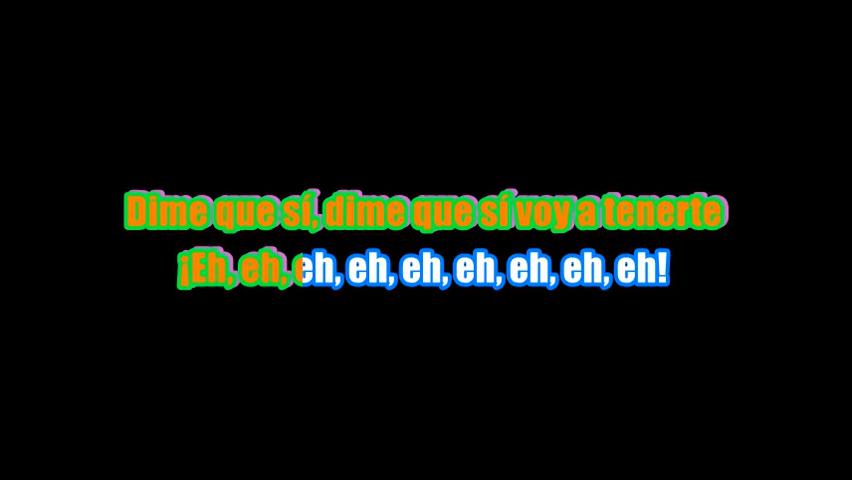 Dime que sí, dime que sí voy a tenerte
¡Eh, eh, eh, eh, eh, eh, eh, eh, eh!